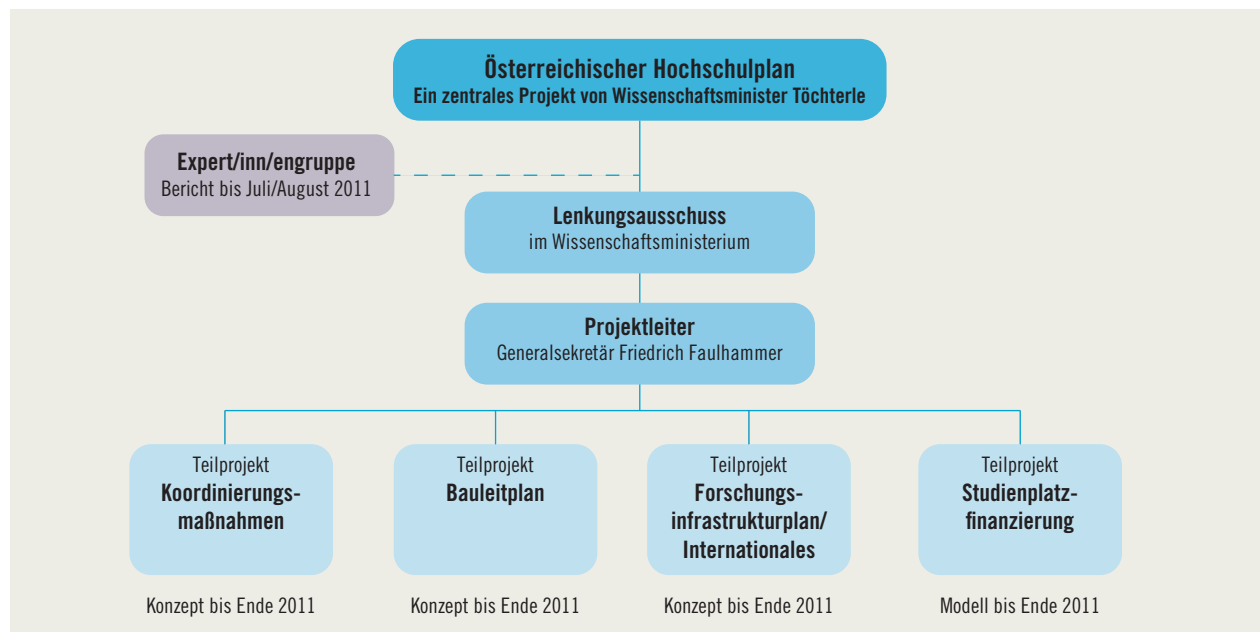 Österreichischer Hochschulplan
Ein zentrales Projekt von Wissenschaftsminister Töchterle
Expert/inn/engruppe
Bericht bis Juli/August 2011
Lenkungsausschuss
im Wissenschaftsministerium
Projektleiter
Generalsekretär Friedrich Faulhammer
Teilprojekt
Koordinierungs-
maßnahmen
Konzept bis Ende 2011
Teilprojekt
Bauleitplan
Konzept bis Ende 2011
Teilprojekt
Forschungs-
infrastrukturplan/
Internationales
Konzept bis Ende 2011
Teilprojekt
Studienplatz-
finanzierung
Modell bis Ende 2011